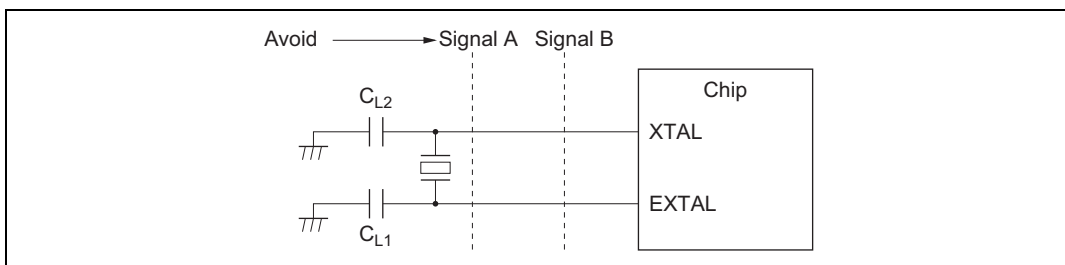 Avoid Signal A Signal B
Chip
CL2
XTAL
EXTAL
CL1